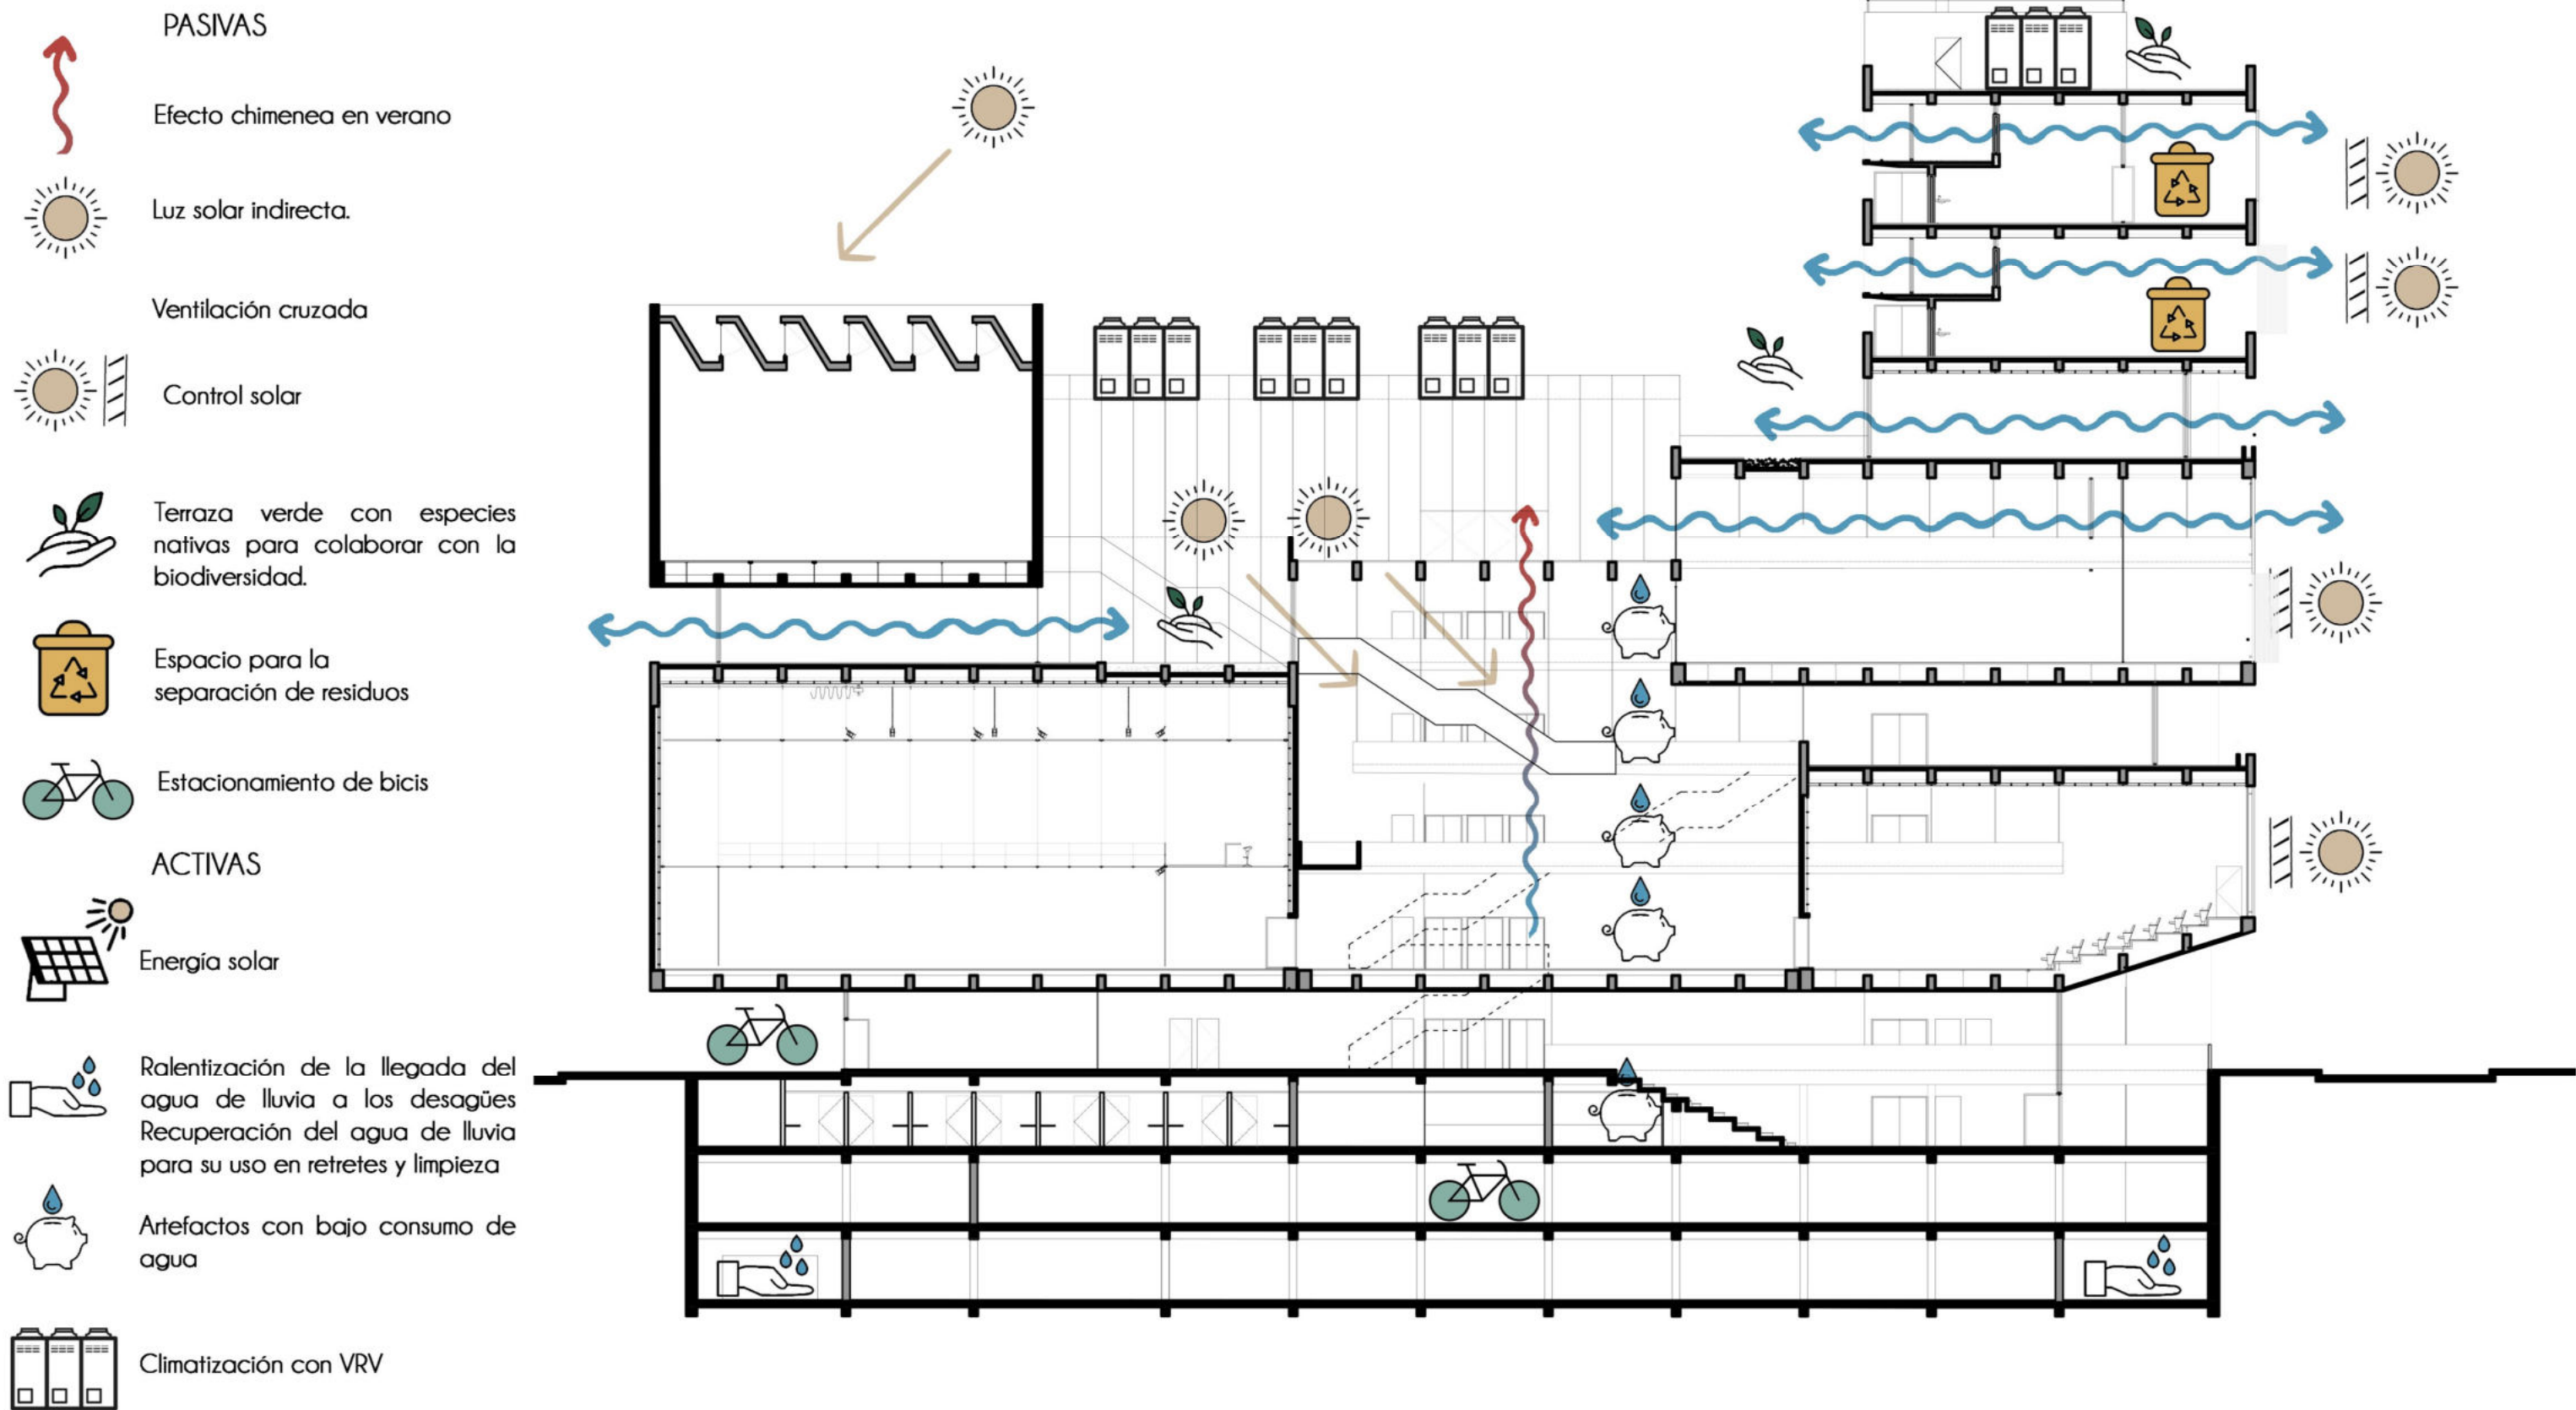 PASIVAS
Efecto chimenea en verano
Luz solar indirecta.
Ventilación cruzada
Control solar
Terraza verde con especies
nativas para colaborar con la
biodiversidad.
Espacio para la
separación de residuos
Estacionamiento de bicis
ACTIVAS
Energía solar
Ralentización de la llegada del
agua de lluvia a los desagües
Recuperación del agua de lluvia
para su uso en retretes y limpieza
Artefactos con bajo consumo de
agua
Climatización con VRV